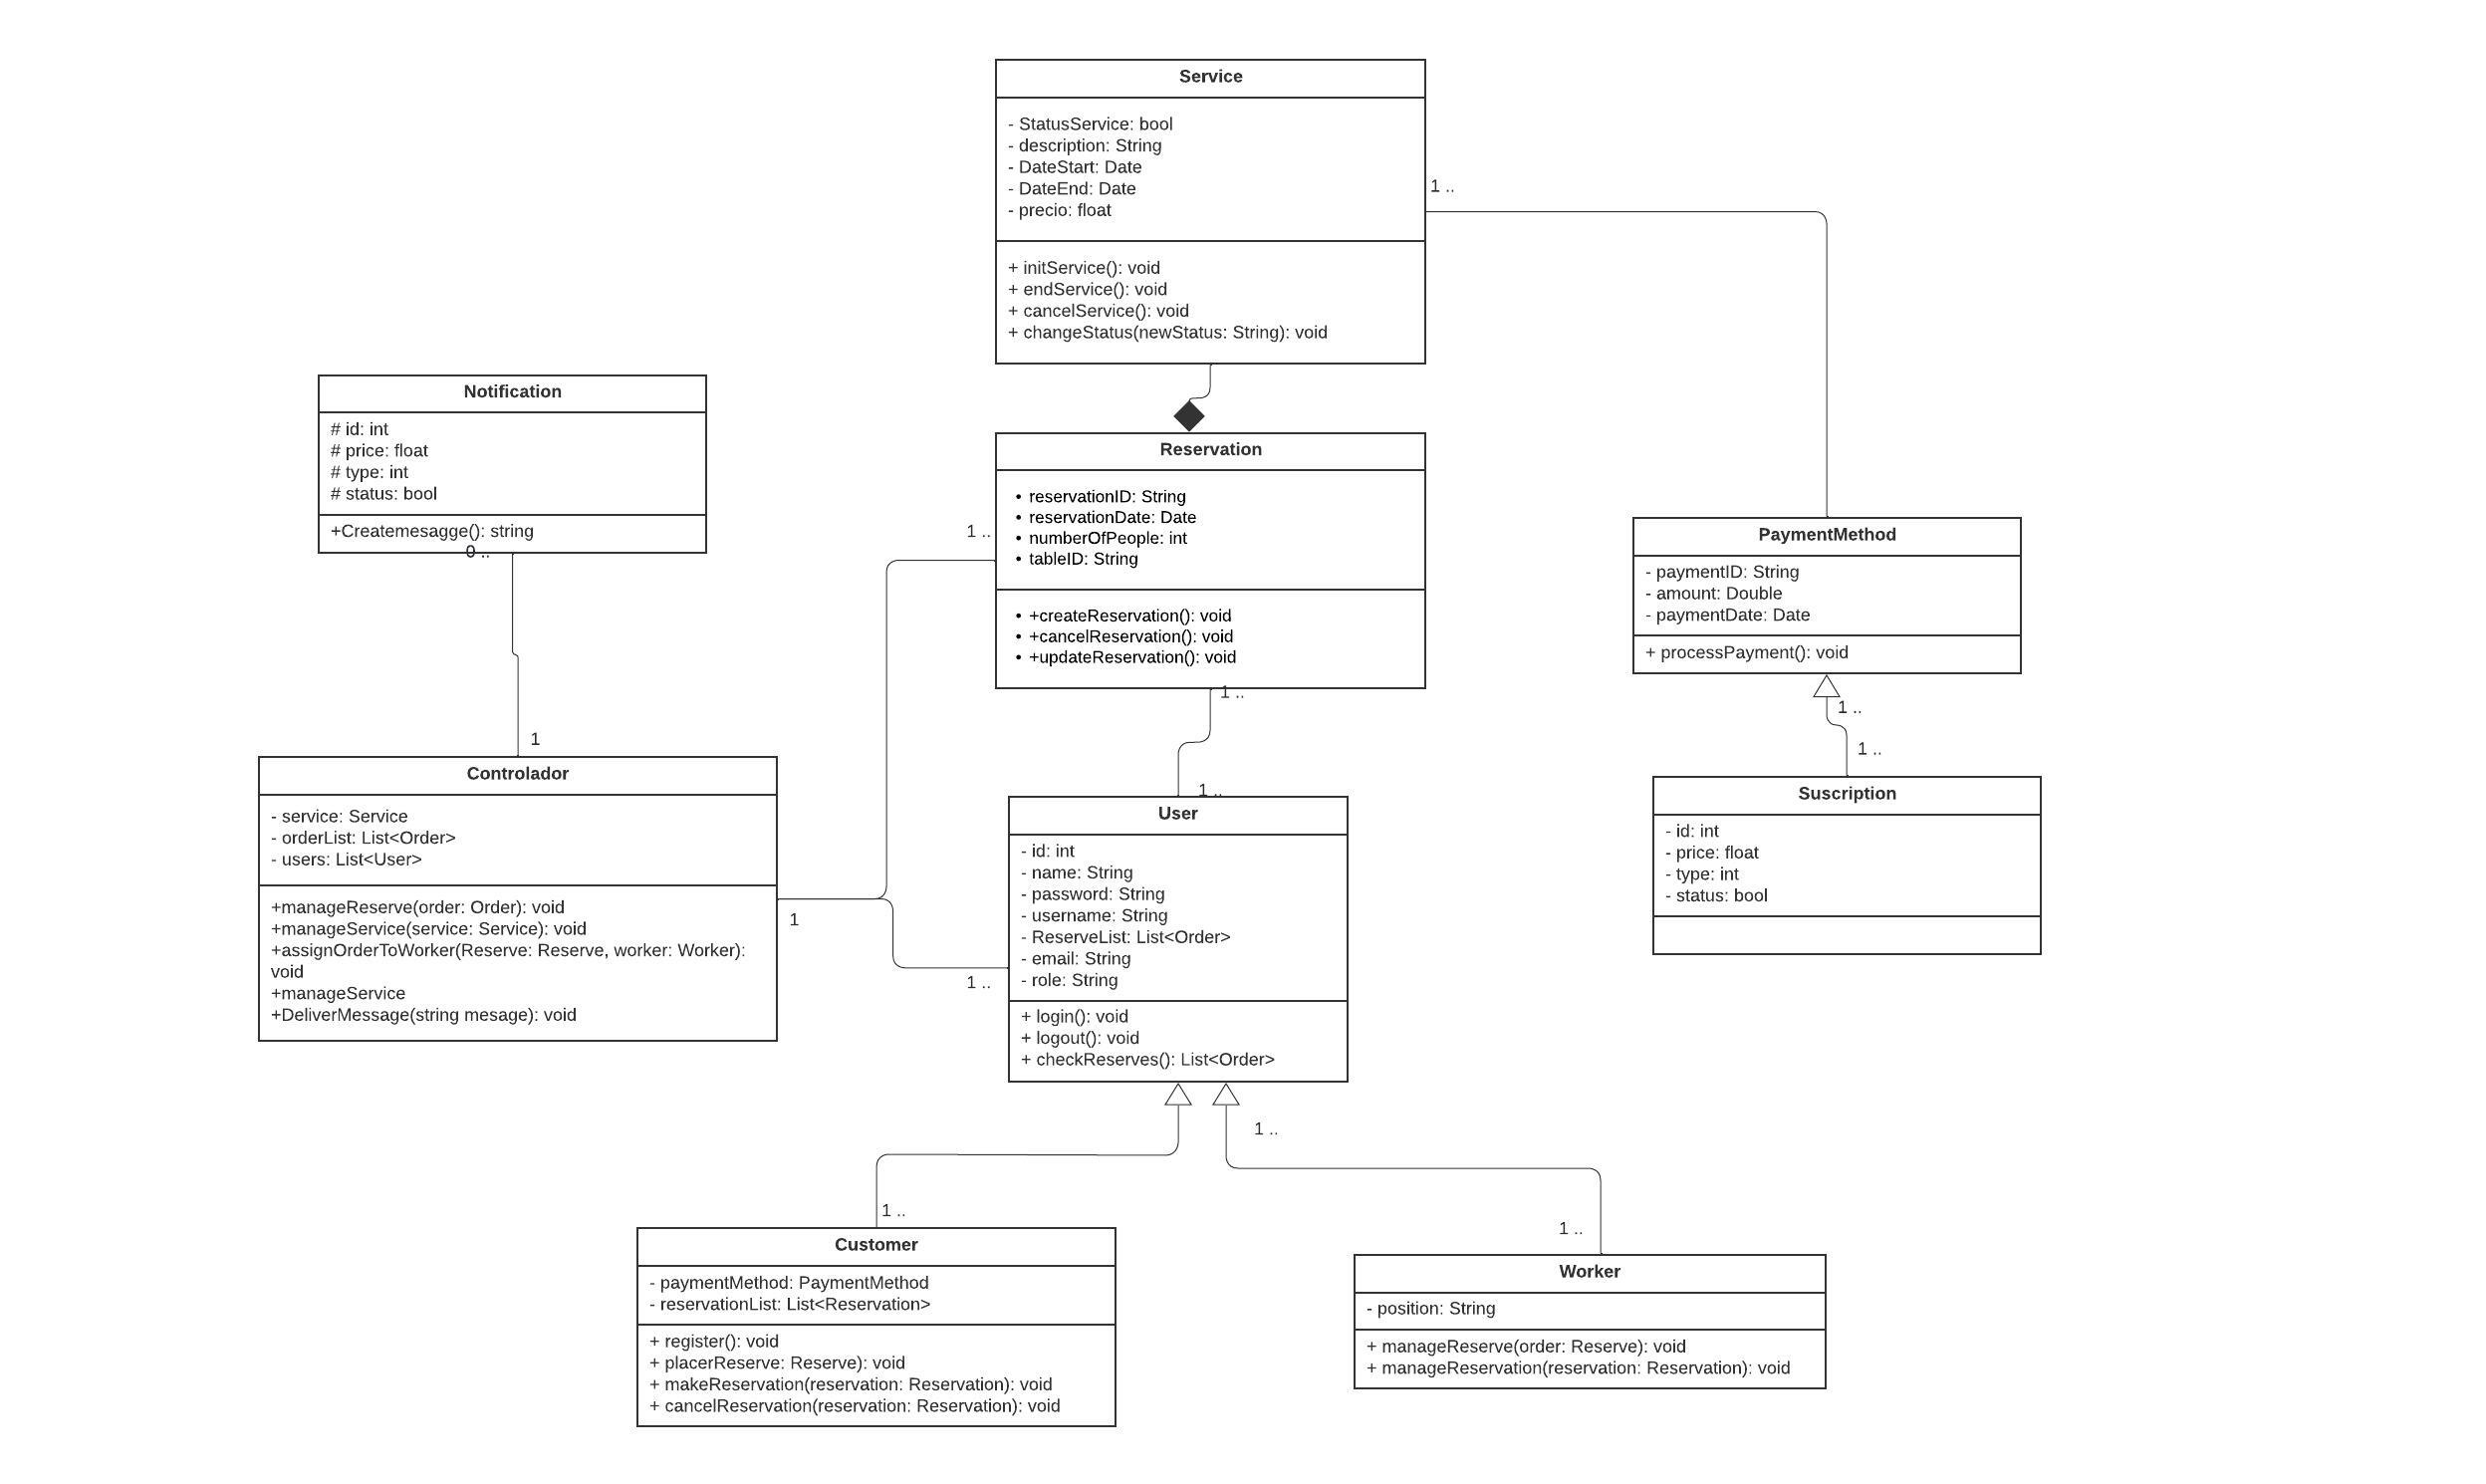 Service
- StatusService: bool
- description: String
- DateStart: Date
- DateEnd: Date
- precio: float
+ initService(): void
+ endService(): void
+ cancelService(): void
+ changeStatus(newStatus: String): void
1 ..
Notification
# id: int
# price: float
# type: int
# status: bool
+Createmesagge(): string
0 ..
1
Reservation
• reservationID: String
• reservationDate: Date
• numberOfPeople: int
• tableID: String
• +createReservation(): void
• +cancelReservation(): void
• +updateReservation(): void
1 ..
1 ..
1 ..
PaymentMethod
- paymentID: String
- amount: Double
- paymentDate: Date
+ processPayment(): void
1 ..
1 ..
Suscription
- id: int
- price: float
- type: int
- status: bool
Controlador
- service: Service
- orderList: List<Order>
- users: List<User>
+manageReserve(order: Order): void
+manageService(service: Service): void
+assignOrderToWorker(Reserve: Reserve, worker: Worker):
void
+manageService
+DeliverMessage(string mesage): void
1
1 ..
User
- id: int
- name: String
- password: String
- username: String
- ReserveList: List<Order>
- email: String
- role: String
+ login(): void
+ logout(): void
+ checkReserves(): List<Order>
1 ..
1 ..
1 ..
Customer
- paymentMethod: PaymentMethod
- reservationList: List<Reservation>
+ register(): void
+ placerReserve: Reserve): void
+ makeReservation(reservation: Reservation): void
+ cancelReservation(reservation: Reservation): void
Worker
- position: String
+ manageReserve(order: Reserve): void
+ manageReservation(reservation: Reservation): void